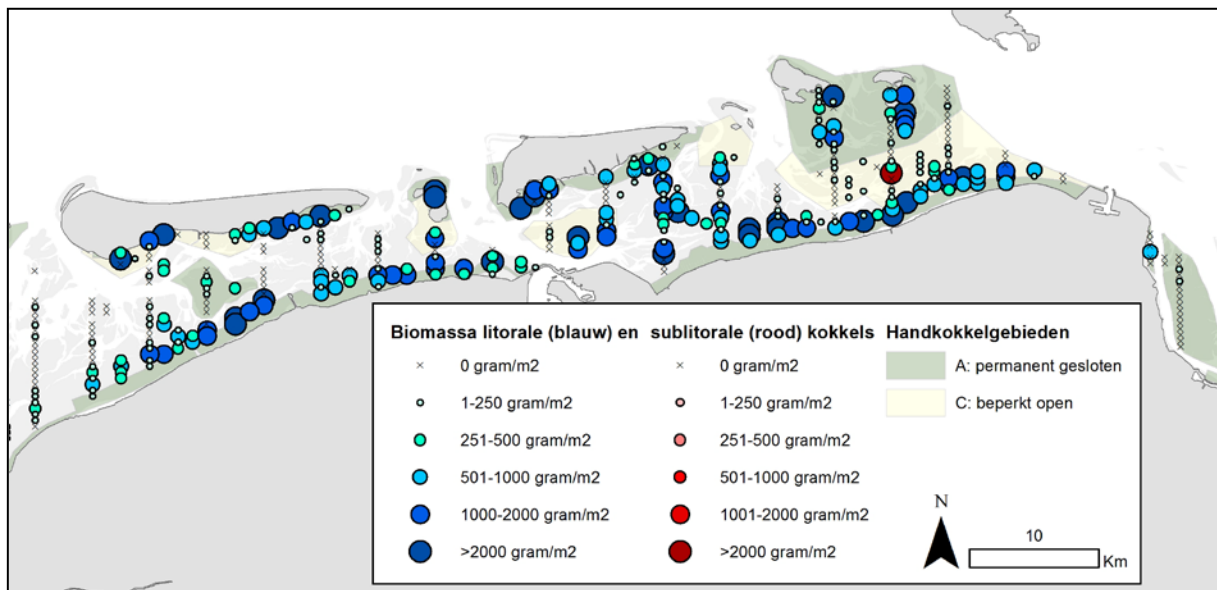 Biomassa litorale (blauw) en sublitorale (rood) kokkels Handkokkelgebieden
0 gram/m2 0 gram/m2 A: permanent gesloten
1-250 gram/m2 1-250 gram/m2 C: beperkt open
251-500 gram/m2 251-500 gram/m2
501-1000 gram/m2 501-1000 gram/m2
1000-2000 gram/m2 1001-2000 gram/m2
>2000 gram/m2 >2000 gram/m2
N
10
Km